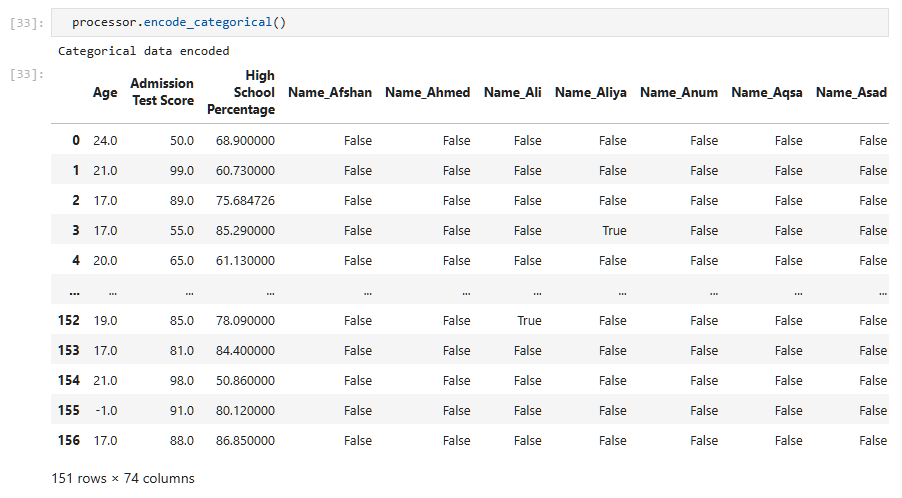 [33]: processor.encode_categorical()
Categorical data encoded
[33]:
Age Admission Test Score High School Percentage Name_Afshan Name_Ahmed Name_Ali Name_Aliya Name_Anum Name_Aqsa Name_Asad
0 24.0 50.0 68.900000 False False False False False False False
1 21.0 99.0 60.730000 False False False False False False False
2 17.0 89.0 75.684726 False False False False False False False
3 17.0 55.0 85.290000 False False False True False False False
4 20.0 65.0 61.130000 False False False False False False False
... ... ... ... ... ... ... ... ... ... ...
152 19.0 85.0 78.090000 False False True False False False False
153 17.0 81.0 84.400000 False False False False False False False
154 21.0 98.0 50.860000 False False False False False False False
155 -1.0 91.0 80.120000 False False False False False False False
156 17.0 88.0 86.850000 False False False False False False False
151 rows × 74 columns